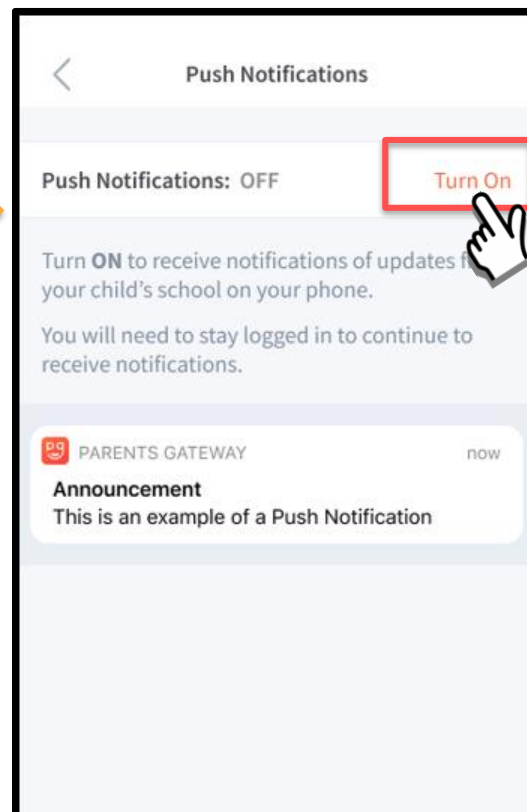 Push Notifications
Push Notifications: OFF Turn On
Turn ON to receive notifications of updates
your child's school on your phone.
You will need to stay logged in to continue to
receive notifications.
PARENTS GATEWAY now
Announcement
This is an example of a Push Notification